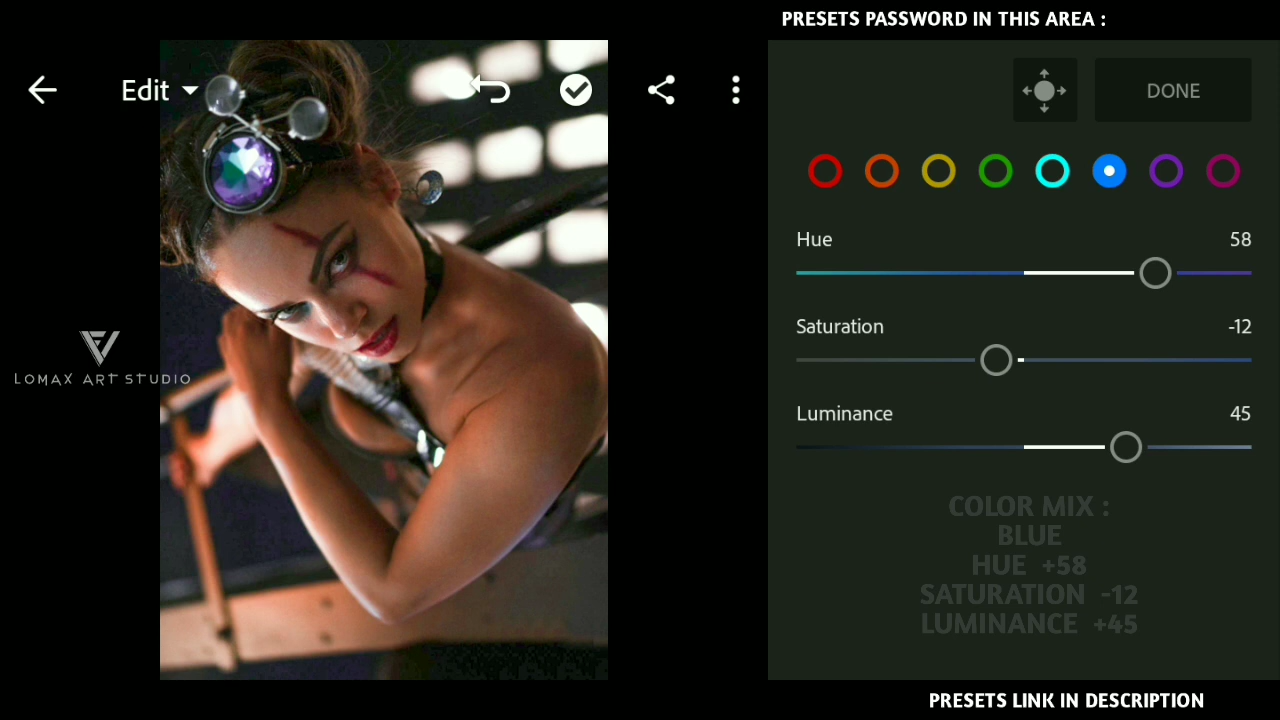 PRESETS PASSWORD IN THIS AREA :
Edit
DONE
Hue 58
Saturation -12
Luminance 45
LOMAX ART STUDIO
COLOR MIX :
BLUE
HUE +58
SATURATION -12
LUMINANCE +45
PRESETS LINK IN DESCRIPTION